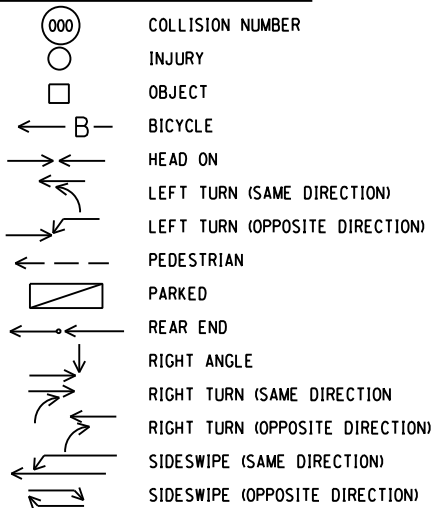 000 COLLISION NUMBER
INJURY
OBJECT
B BICYCLE
HEAD ON
LEFT TURN (SAME DIRECTION)
LEFT TURN (OPPOSITE DIRECTION)
PEDESTRIAN
PARKED
REAR END
RIGHT ANGLE
RIGHT TURN (SAME DIRECTION
RIGHT TURN (OPPOSITE DIRECTION)
SIDESWIPE (SAME DIRECTION)
SIDESWIPE (OPPOSITE DIRECTION)